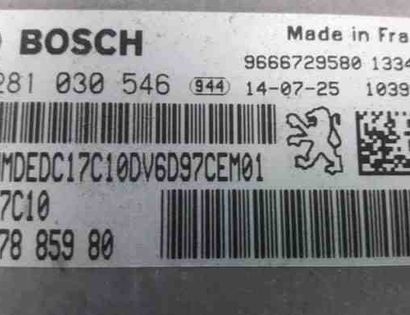 BOSCH
Made in Fra
9666729580 1334
281 030 546 944 14-07-25 1039
MDEDC17C10DV6D97CEM01
7C10
78 859 80